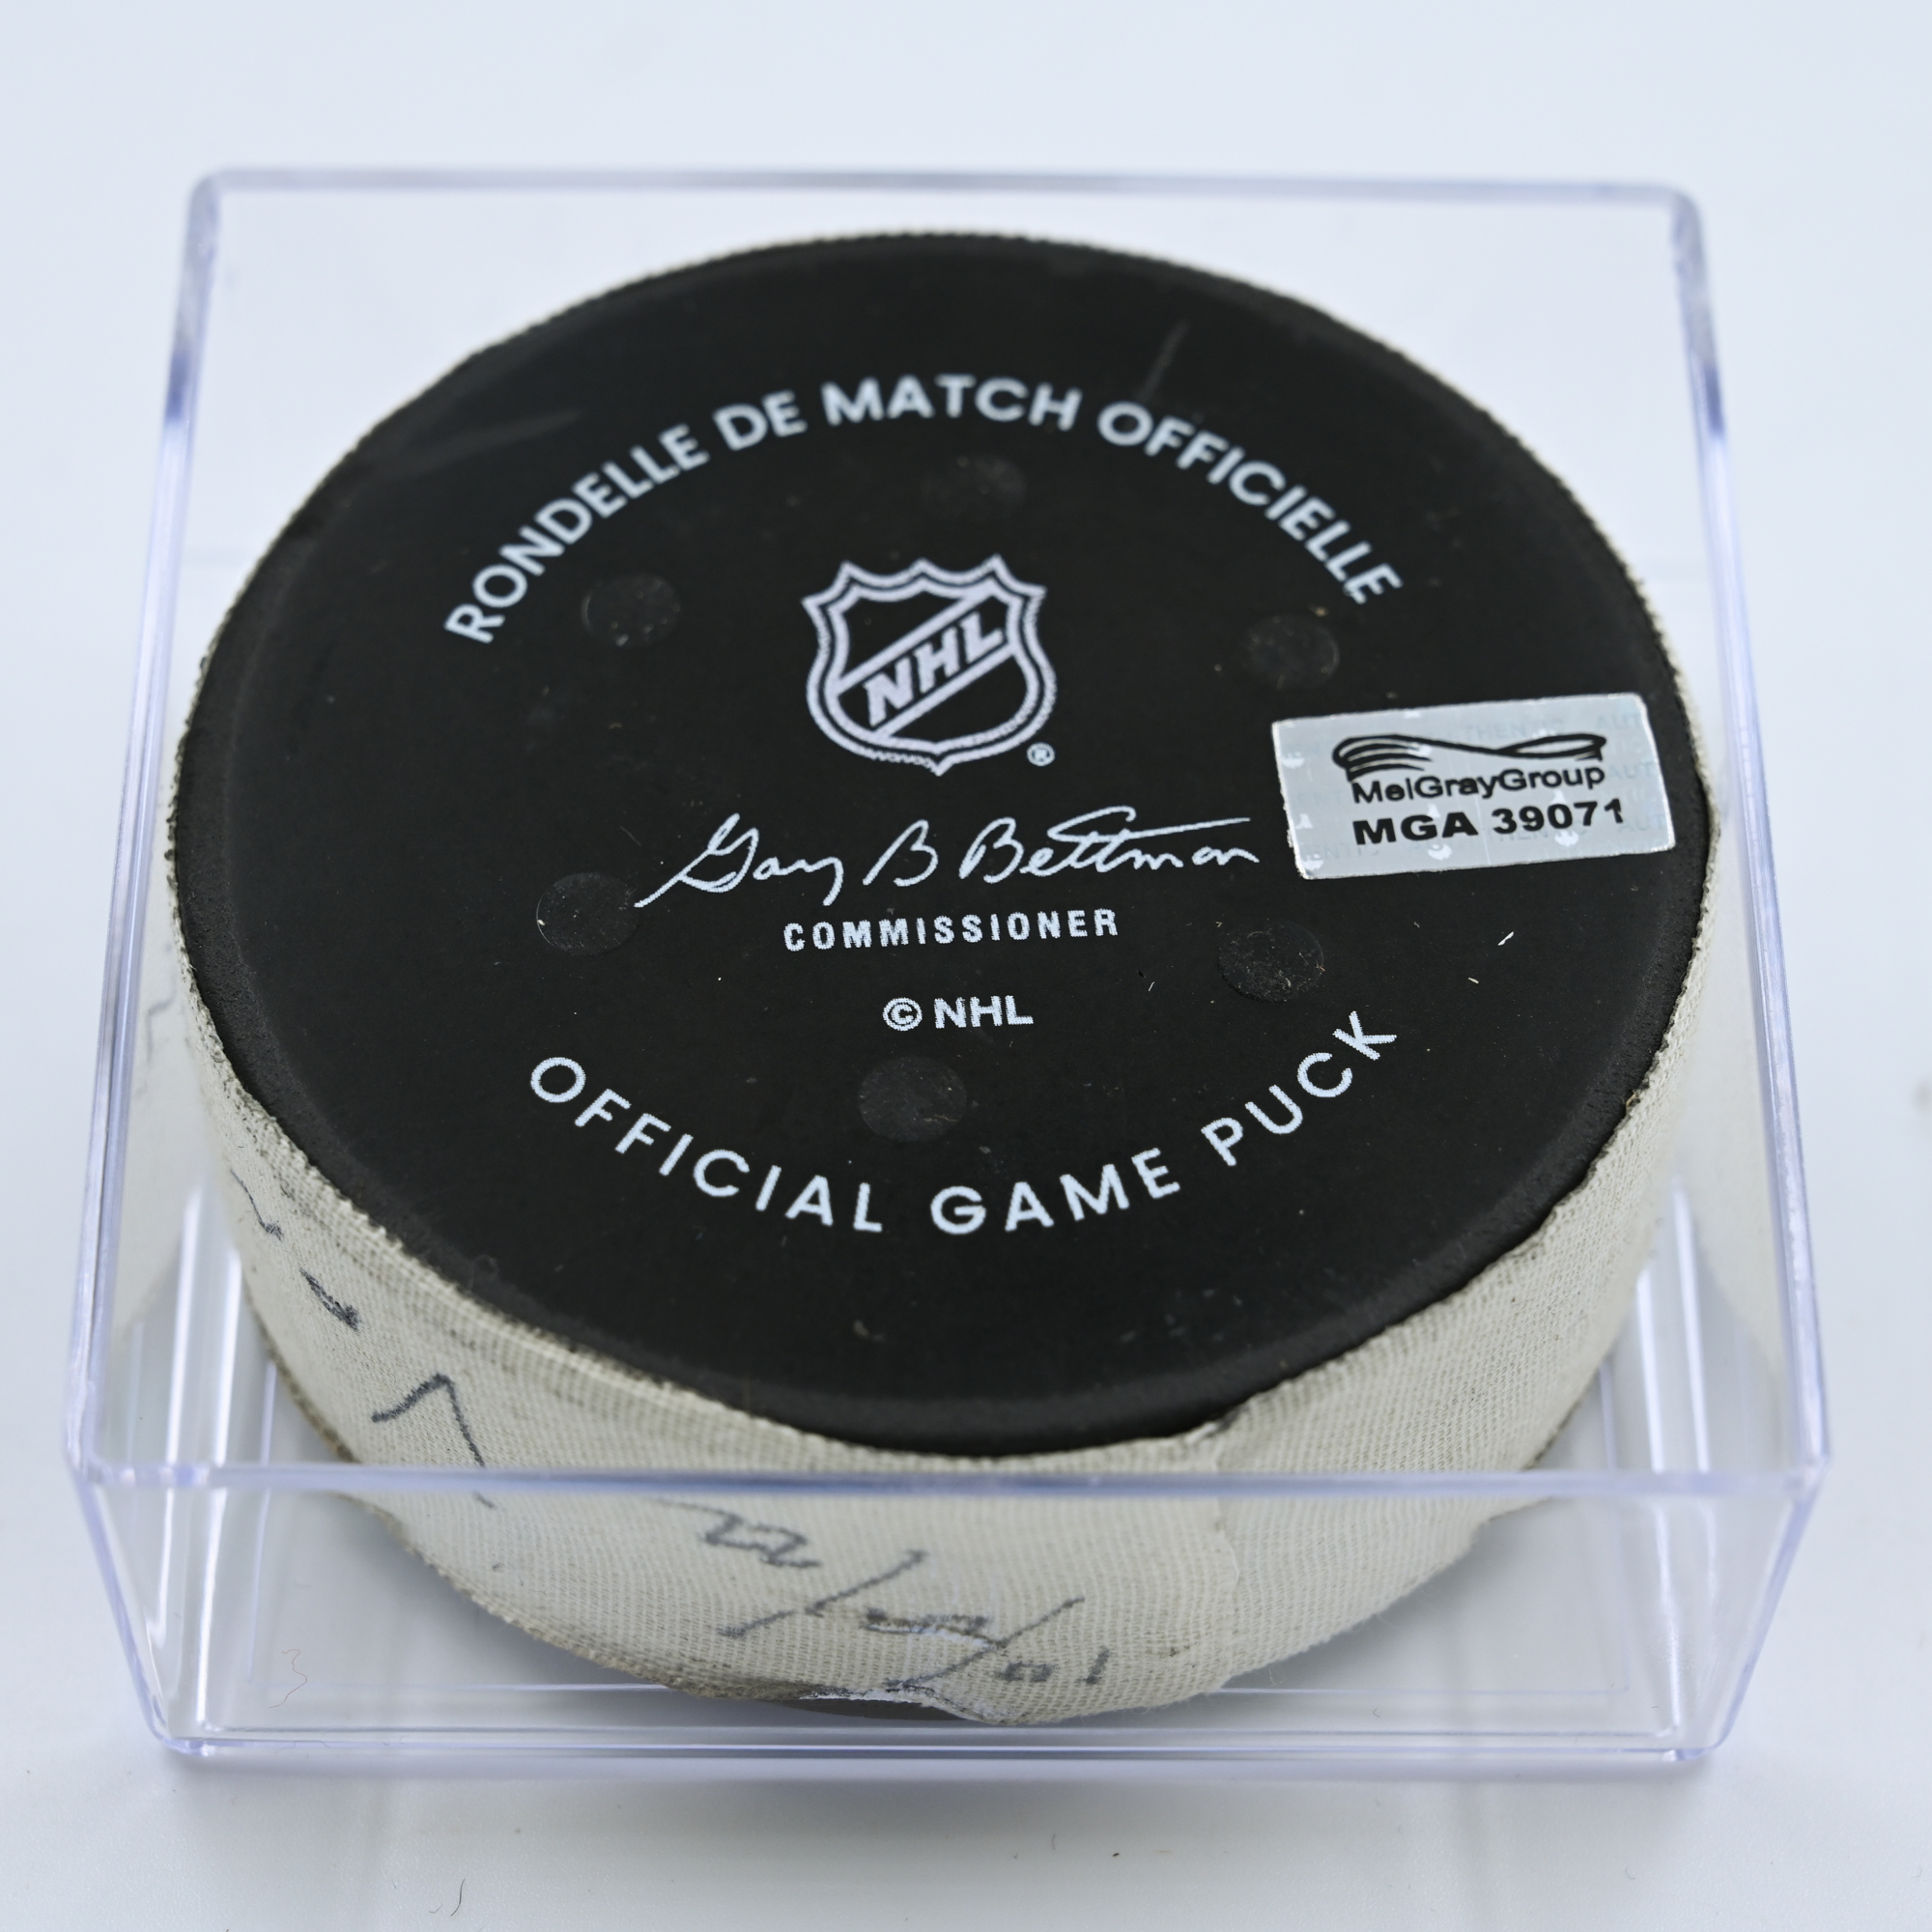 RONDELLE DE MATCH OFFICIELLE
NHL
®
MeiGrayGroup
MGA 39071
Gary B Bettman
COMMISSIONER
© NHL
OFFICIAL GAME PUCK